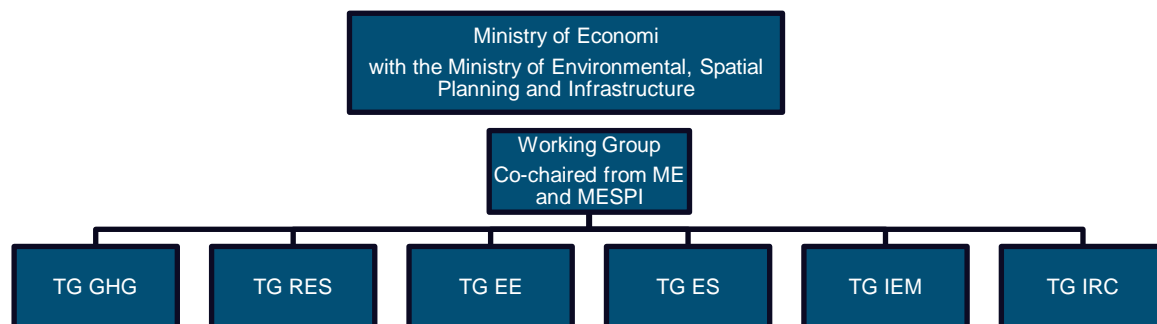 Ministry of Economi
with the Ministry of Environmental, Spatial
Planning and Infrastructure
Working Group
Co-chaired from ME
and MESPI
TG GHG
TG RES
TG EE
TG ES
TG IEM
TG IRC